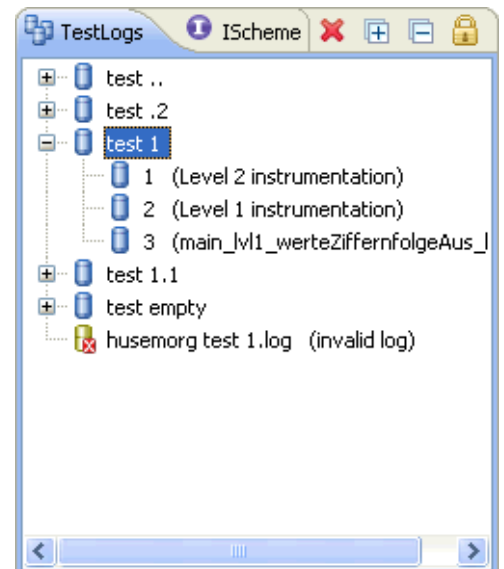 TestLogs IScheme
test ..
test .2
test 1
1 (Level 2 instrumentation)
2 (Level 1 instrumentation)
3 (main_lvl1_werteZiffernfolgeAus_l
test 1.1
test empty
husemorg test 1.log (invalid log)